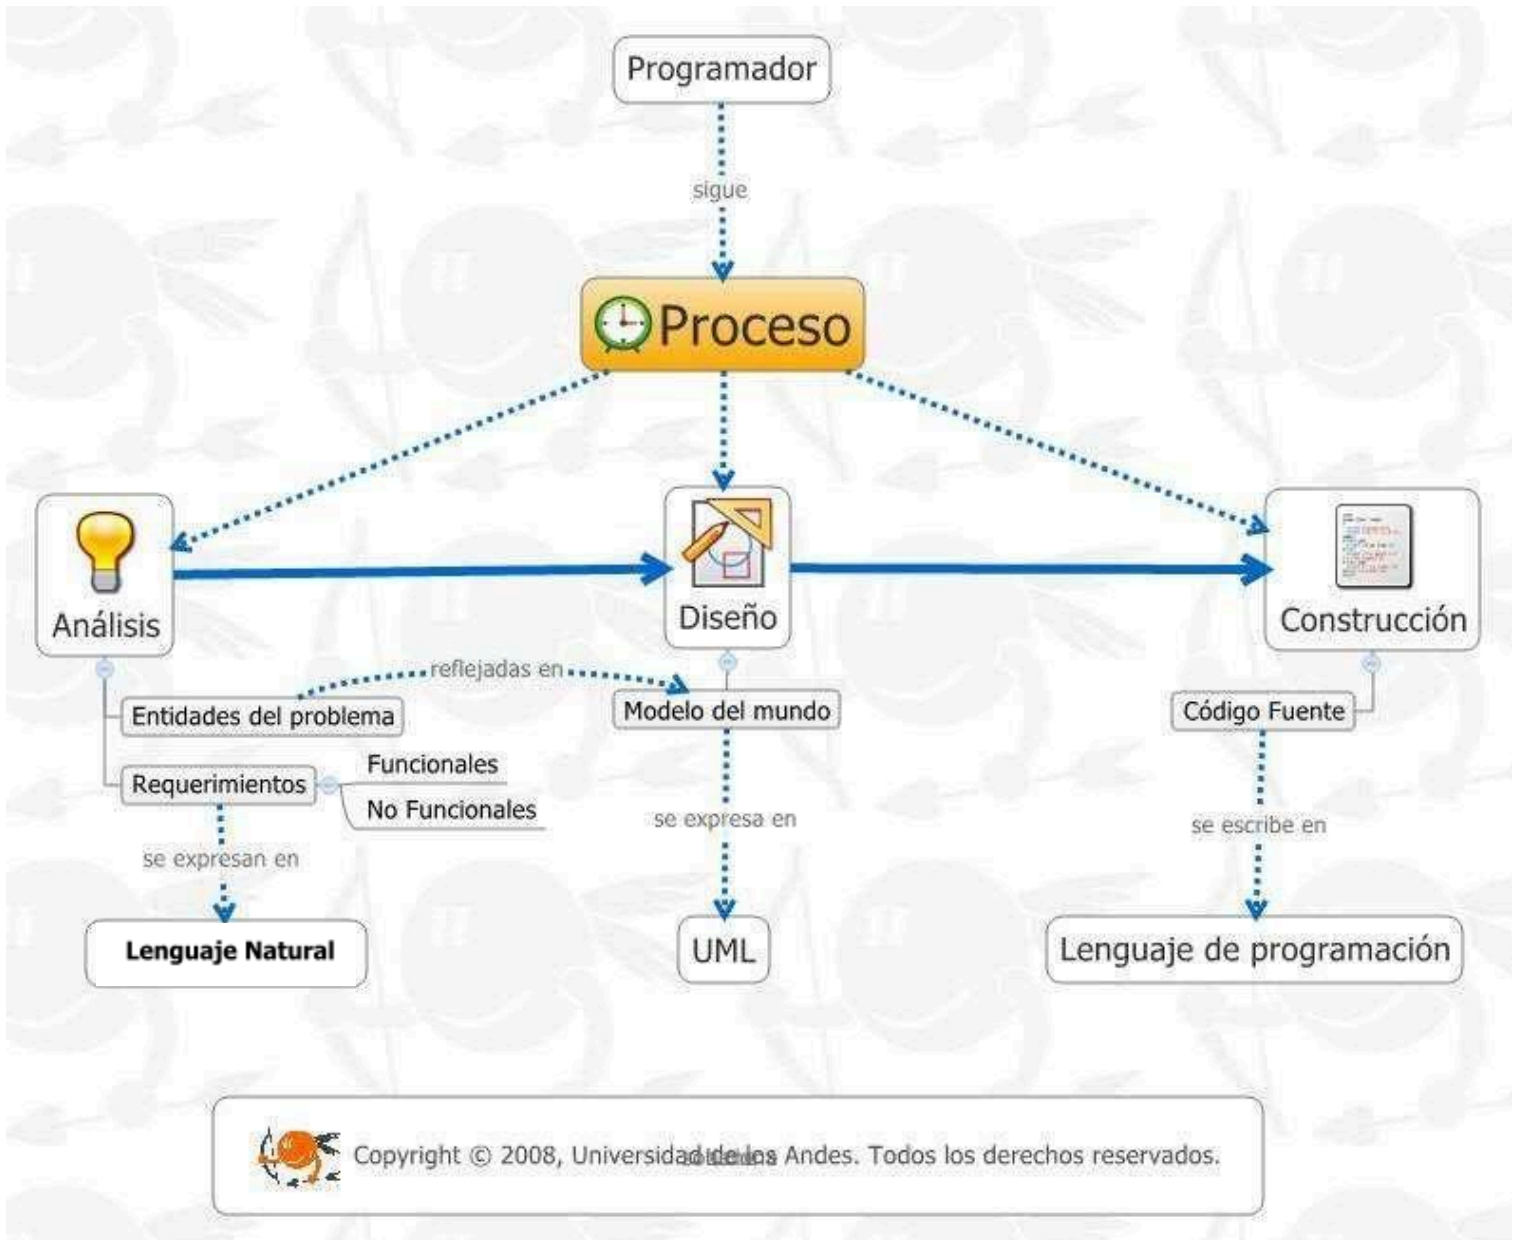 Programador
sigue
Proceso
Análisis
Diseño
Construcción
reflejadas en
Entidades del problema
Modelo del mundo
Código Fuente
Requerimientos
Funcionales
No Funcionales
se expresan en
se expresa en
se escribe en
Lenguaje Natural
UML
Lenguaje de programación
Copyright © 2008, Universidad de los Andes. Todos los derechos reservados.